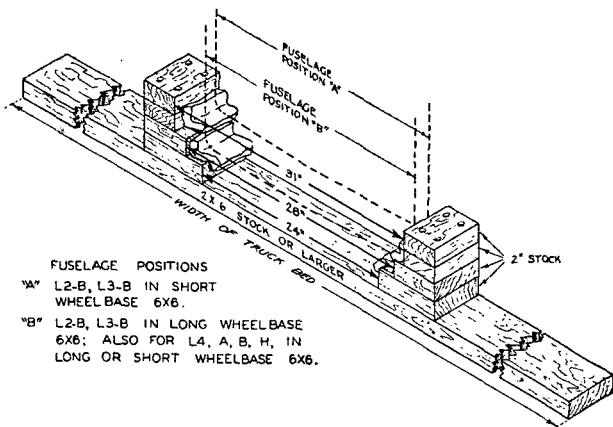 FUSELAGE
POSITION "A"
FUSELAGE
POSITION "B"
31"
28"
24"
2 X 6 STOCK OR LARGER
WIDTH OF TRUCK BED
2" STOCK
FUSELAGE POSITIONS
"A" L2-B, L3-B IN SHORT
WHEELBASE 6X6.
"B" L2-B, L3-B IN LONG WHEELBASE
6X6; ALSO FOR L4, A, B, H, IN
LONG OR SHORT WHEELBASE 6X6.